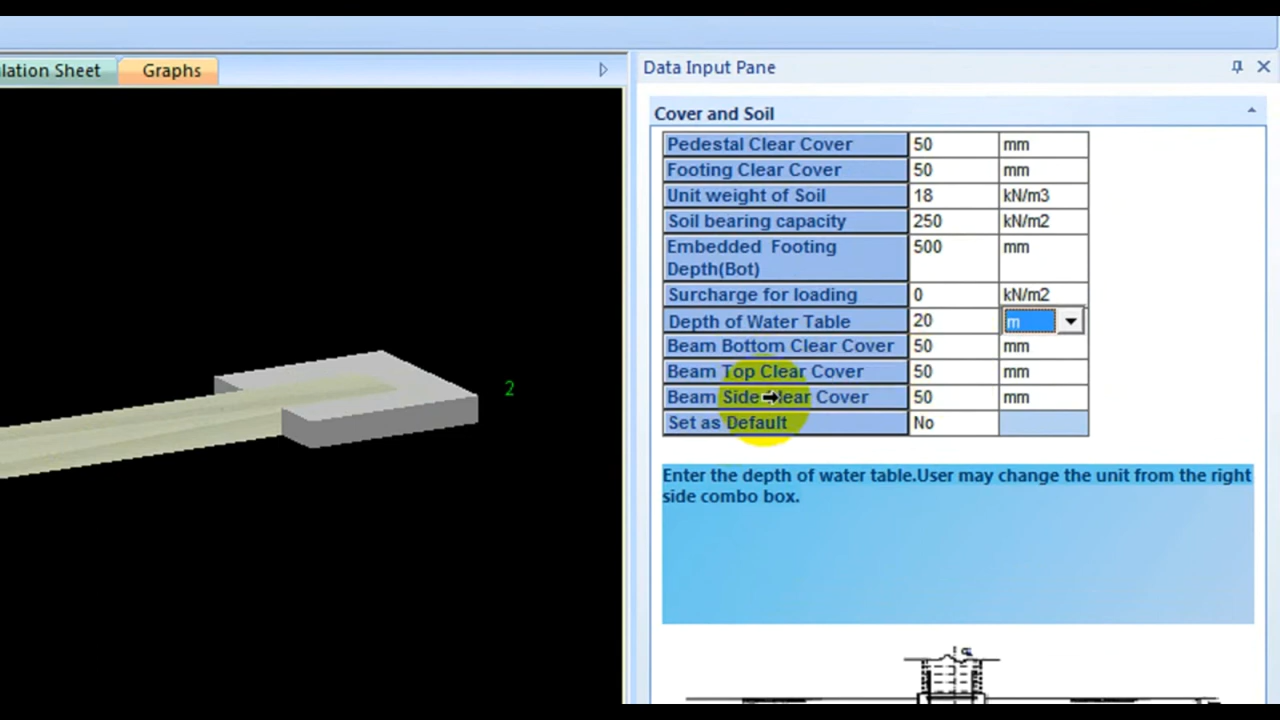 lation Sheet
Graphs
Data Input Pane
Cover and Soil
Pedestal Clear Cover 50 mm
Footing Clear Cover 50 mm
Unit weight of Soil 18 kN/m3
Soil bearing capacity 250 kN/m2
Embedded Footing 500 mm
Depth(Bot)
Surcharge for loading 0 kN/m2
Depth of Water Table 20 m
Beam Bottom Clear Cover 50 mm
Beam Top Clear Cover 50 mm
Beam Side Clear Cover 50 mm
Set as Default No
2
Enter the depth of water table.User may change the unit from the right
side combo box.